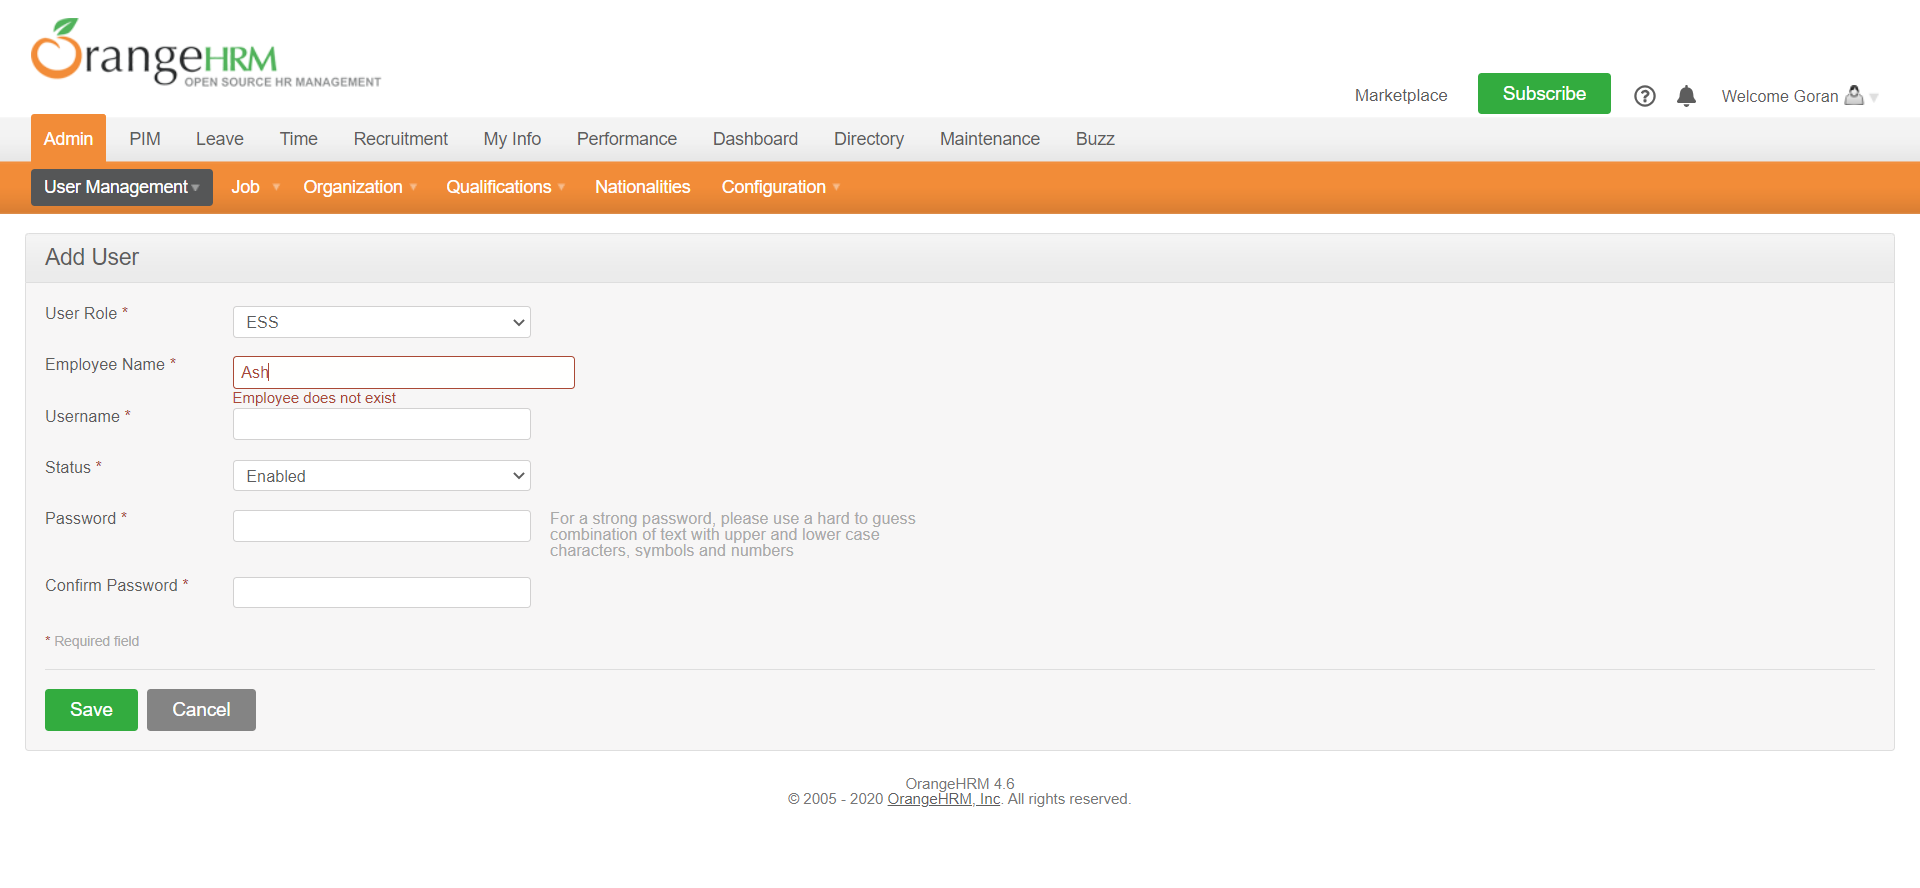 OrangeHRM
OPEN SOURCE HR MANAGEMENT
Marketplace Subscribe Welcome Goran
Admin PIM Leave Time Recruitment My Info Performance Dashboard Directory Maintenance Buzz
User Management Job Organization Qualifications Nationalities Configuration
Add User
User Role * ESS
Employee Name * Ash
Employee does not exist
Username *
Status * Enabled
Password * For a strong password, please use a hard to guess
combination of text with upper and lower case
characters, symbols and numbers
Confirm Password *
* Required field
Save Cancel
OrangeHRM 4.6
© 2005 - 2020 OrangeHRM, Inc. All rights reserved.